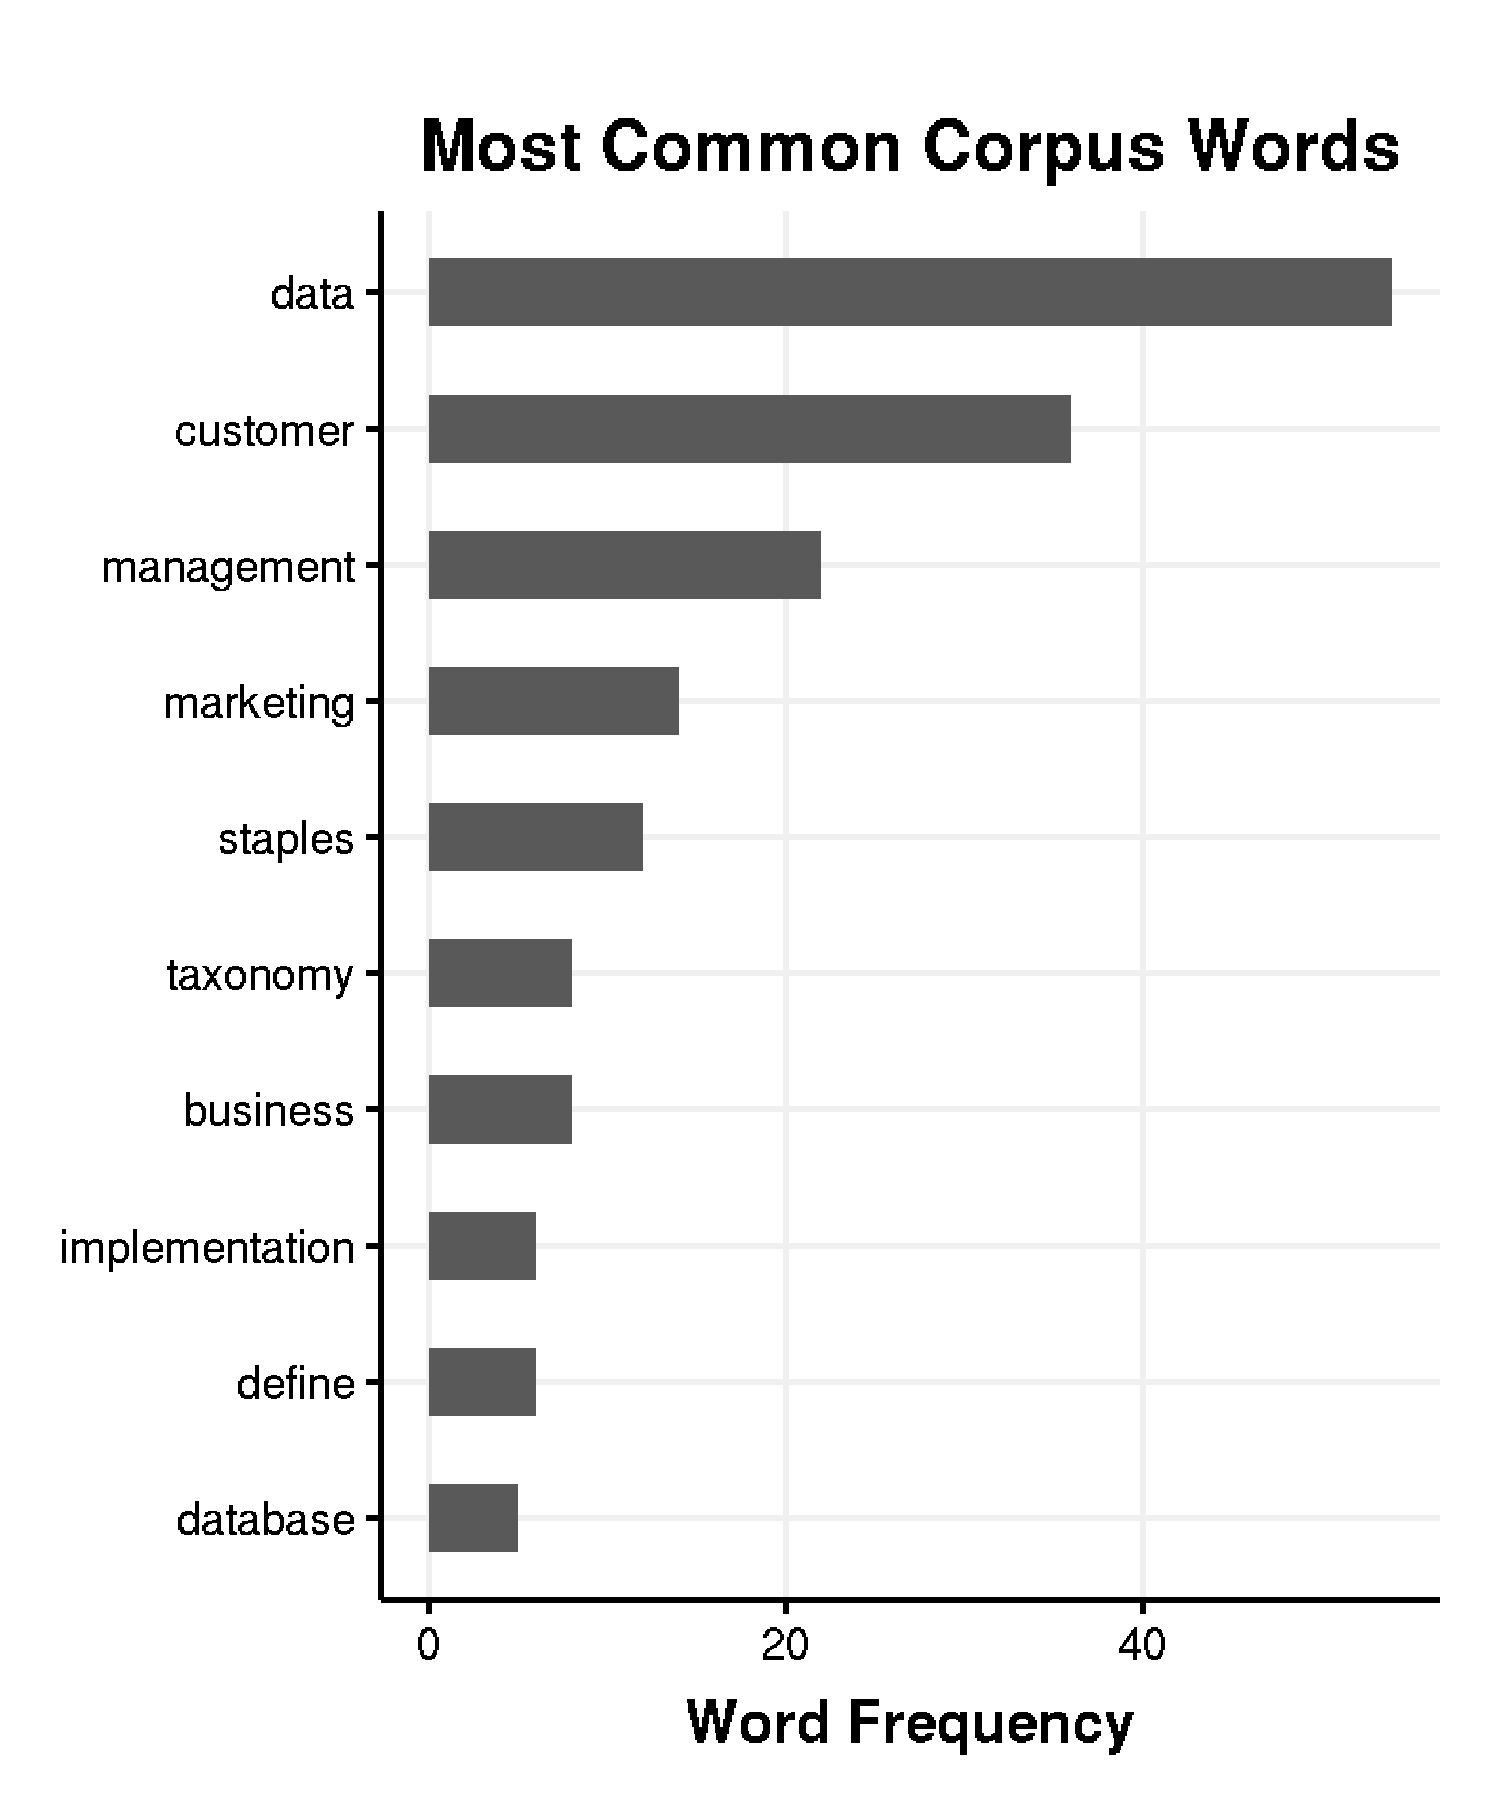 Most Common Corpus Words
data
customer
management
marketing
staples
taxonomy
business
implementation
define
database
0 20 40
Word Frequency